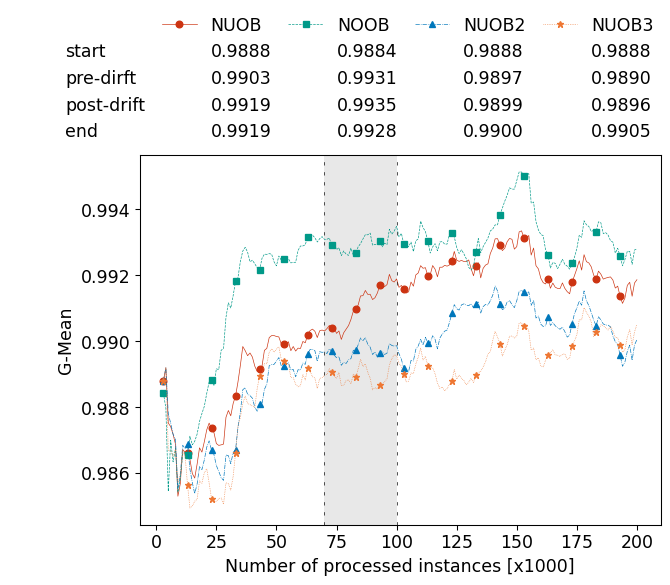 NUOB NOOB NUOB2 NUOB3
start 0.9888 0.9884 0.9888 0.9888
pre-dirft 0.9903 0.9931 0.9897 0.9890
post-drift 0.9919 0.9935 0.9899 0.9896
end 0.9919 0.9928 0.9900 0.9905
0.994
0.992
0.990
0.988
0.986
G-Mean
0 25 50 75 100 125 150 175 200
Number of processed instances [x1000]